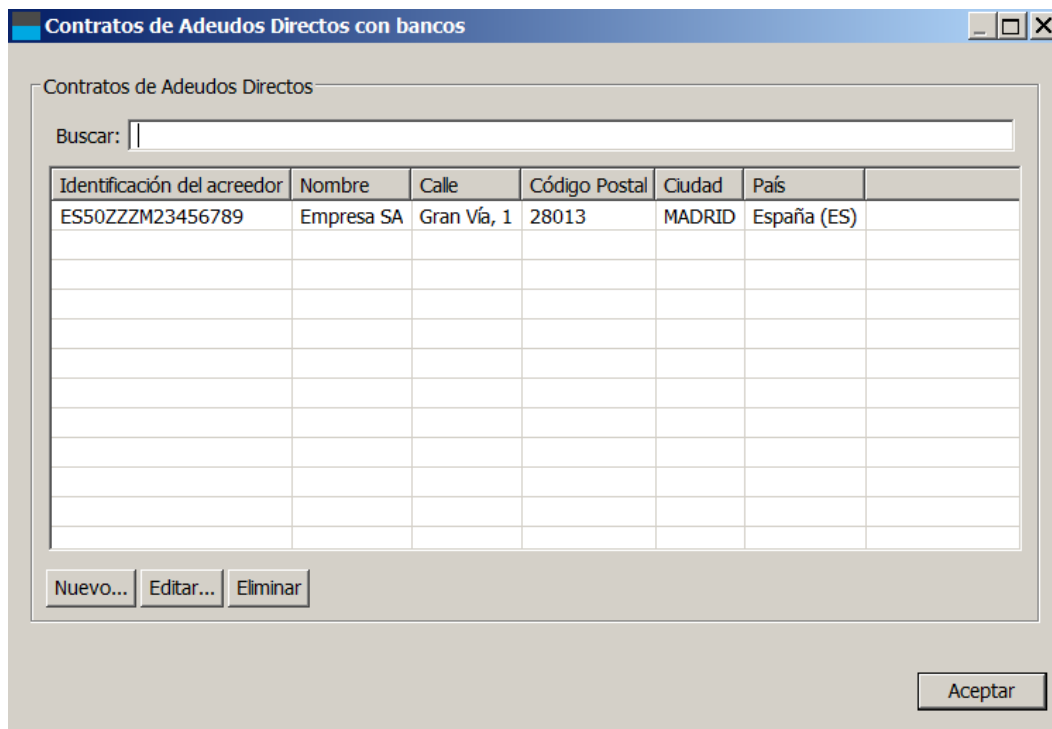 Contratos de Adeudos Directos con bancos
Contratos de Adeudos Directos
Buscar:
Identificación del acreedor Nombre Calle Código Postal Ciudad País
ES50ZZZM23456789 Empresa SA Gran Vía, 1 28013 MADRID España (ES)
Nuevo... Editar... Eliminar
Aceptar